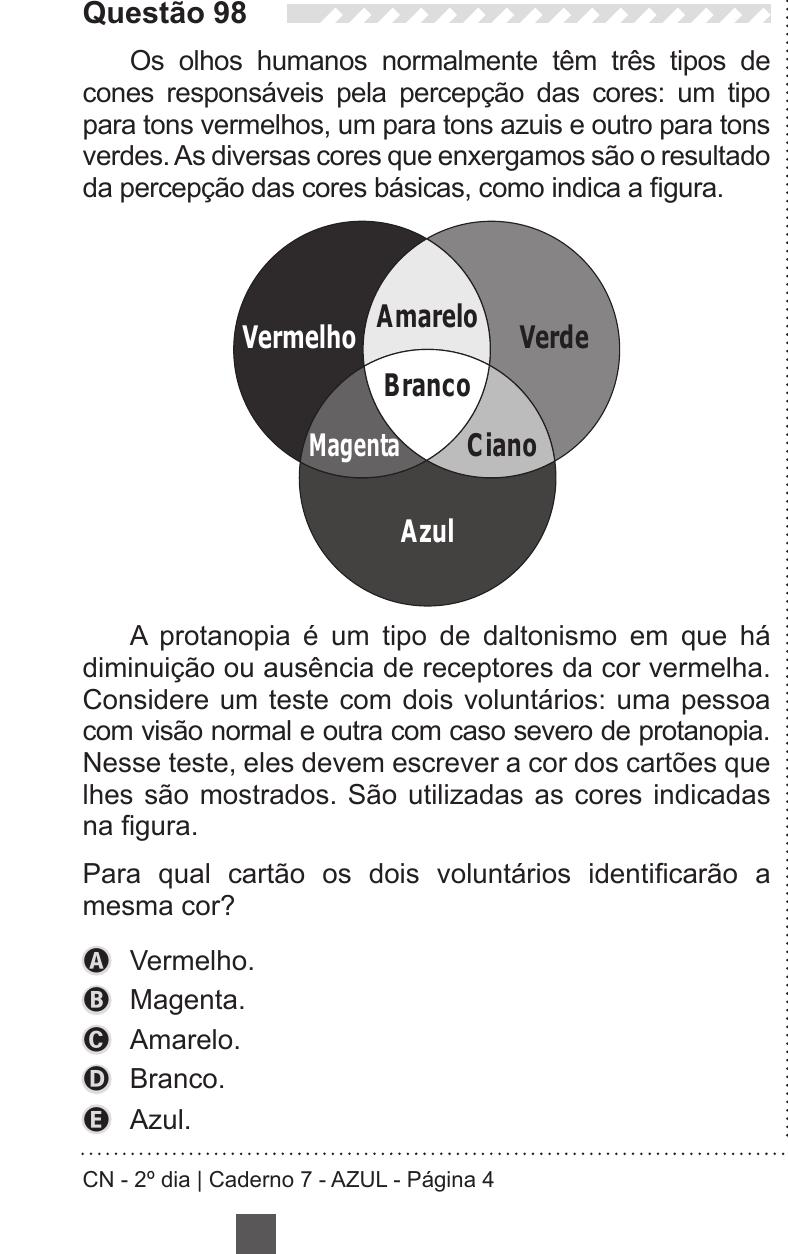 Questão 98
Os olhos humanos normalmente têm três tipos de
cones responsáveis pela percepção das cores: um tipo
para tons vermelhos, um para tons azuis e outro para tons
verdes. As diversas cores que enxergamos são o resultado
da percepção das cores básicas, como indica a figura.
Amarelo
Vermelho
Verde
Branco
Magenta
Ciano
Azul
A protanopia é um tipo de daltonismo em que há
diminuição ou ausência de receptores da cor vermelha.
Considere um teste com dois voluntários: uma pessoa
com visão normal e outra com caso severo de protanopia.
Nesse teste, eles devem escrever a cor dos cartões que
lhes são mostrados. São utilizadas as cores indicadas
na figura.
Para qual cartão os dois voluntários identificarão a
mesma cor?
A Vermelho.
B Magenta.
C Amarelo.
D Branco.
E Azul.
CN - 2º dia | Caderno 7 - AZUL - Página 4